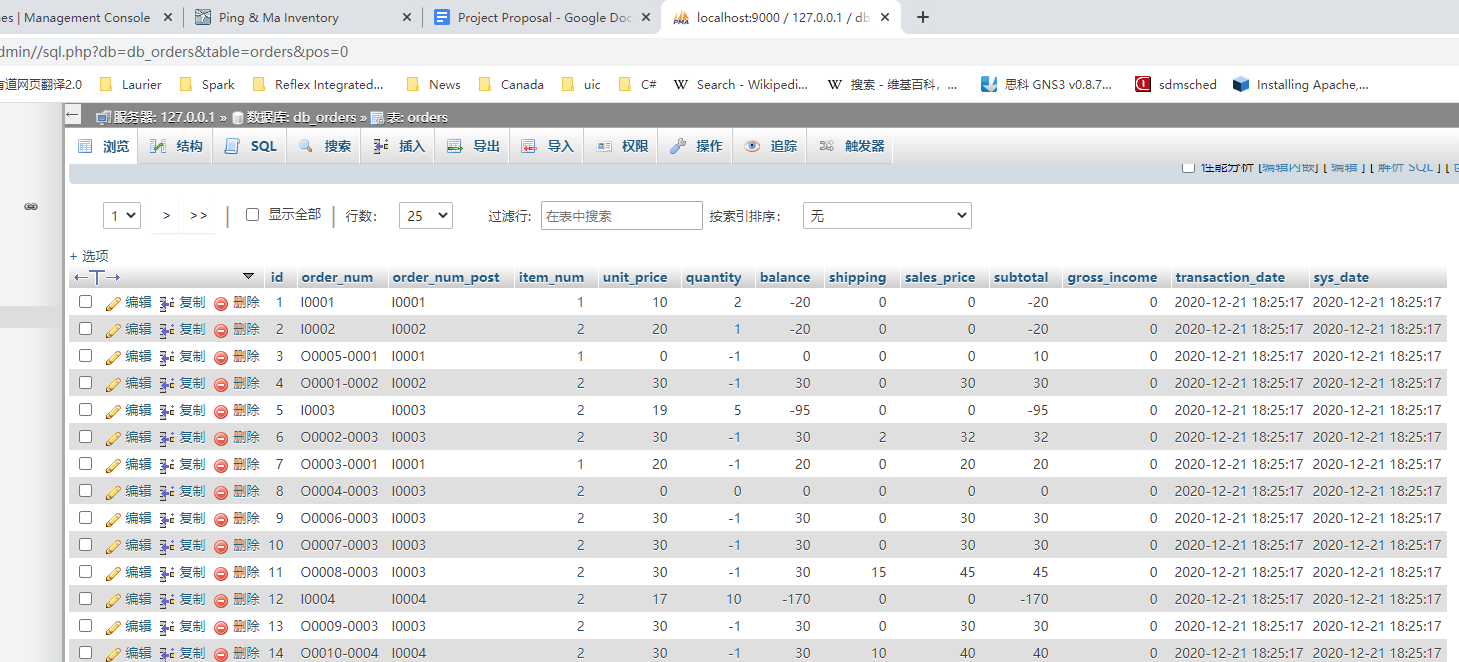 es | Management Console Ping & Ma Inventory Project Proposal - Google Doc localhost:9000 / 127.0.0.1 / db
dmin//sql.php?db=db_orders&table=orders&pos=0
有道网页翻译2.0 Laurier Spark Reflex Integrated... News Canada uic C# W Search - Wikipedi... W 搜索 - 维基百科, ... 思科 GNS3 v0.8.7... sdmsched Installing Apache,...
服务器: 127.0.0.1 » 数据库: db_orders » 表: orders
浏览 结构 SQL 搜索 插入 导出 导入 权限 操作 追踪 触发器
性能分析 [编辑内嵌] [ 编辑 ] [ 解析 SQL ] [
1 > >> | 显示全部 | 行数: 25 过滤行: 在表中搜索 按索引排序: 无
+ 选项
←T→ id order_num order_num_post item_num unit_price quantity balance shipping sales_price subtotal gross_income transaction_date sys_date
编辑 复制 删除 1 I0001 I0001 1 10 2 -20 0 0 -20 0 2020-12-21 18:25:17 2020-12-21 18:25:17
编辑 复制 删除 2 I0002 I0002 2 20 1 -20 0 0 -20 0 2020-12-21 18:25:17 2020-12-21 18:25:17
编辑 复制 删除 3 O0005-0001 I0001 1 0 -1 0 0 0 10 0 2020-12-21 18:25:17 2020-12-21 18:25:17
编辑 复制 删除 4 O0001-0002 I0002 2 30 -1 30 0 30 30 0 2020-12-21 18:25:17 2020-12-21 18:25:17
编辑 复制 删除 5 I0003 I0003 2 19 5 -95 0 0 -95 0 2020-12-21 18:25:17 2020-12-21 18:25:17
编辑 复制 删除 6 O0002-0003 I0003 2 30 -1 30 2 32 32 0 2020-12-21 18:25:17 2020-12-21 18:25:17
编辑 复制 删除 7 O0003-0001 I0001 1 20 -1 20 0 20 20 0 2020-12-21 18:25:17 2020-12-21 18:25:17
编辑 复制 删除 8 O0004-0003 I0003 2 0 0 0 0 0 0 0 2020-12-21 18:25:17 2020-12-21 18:25:17
编辑 复制 删除 9 O0006-0003 I0003 2 30 -1 30 0 30 30 0 2020-12-21 18:25:17 2020-12-21 18:25:17
编辑 复制 删除 10 O0007-0003 I0003 2 30 -1 30 0 30 30 0 2020-12-21 18:25:17 2020-12-21 18:25:17
编辑 复制 删除 11 O0008-0003 I0003 2 30 -1 30 15 45 45 0 2020-12-21 18:25:17 2020-12-21 18:25:17
编辑 复制 删除 12 I0004 I0004 2 17 10 -170 0 0 -170 0 2020-12-21 18:25:17 2020-12-21 18:25:17
编辑 复制 删除 13 O0009-0003 I0003 2 30 -1 30 0 30 30 0 2020-12-21 18:25:17 2020-12-21 18:25:17
编辑 复制 删除 14 O0010-0004 I0004 2 30 -1 30 10 40 40 0 2020-12-21 18:25:17 2020-12-21 18:25:17